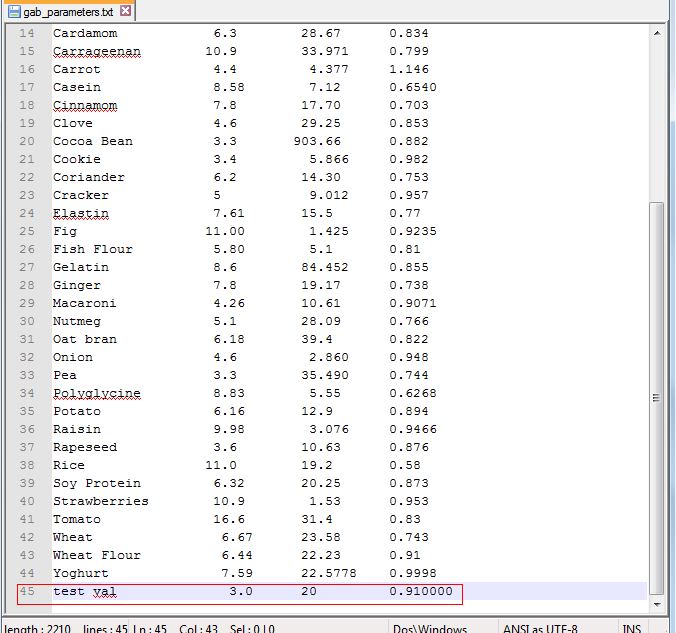 gab_parameters.txt
14 Cardamom 6.3 28.67 0.834
15 Carrageenan 10.9 33.971 0.799
16 Carrot 4.4 4.377 1.146
17 Casein 8.58 7.12 0.6540
18 Cinnamom 7.8 17.70 0.703
19 Clove 4.6 29.25 0.853
20 Cocoa Bean 3.3 903.66 0.882
21 Cookie 3.4 5.866 0.982
22 Coriander 6.2 14.30 0.753
23 Cracker 5 9.012 0.957
24 Elastin 7.61 15.5 0.77
25 Fig 11.00 1.425 0.9235
26 Fish Flour 5.80 5.1 0.81
27 Gelatin 8.6 84.452 0.855
28 Ginger 7.8 19.17 0.738
29 Macaroni 4.26 10.61 0.9071
30 Nutmeg 5.1 28.09 0.766
31 Oat bran 6.18 39.4 0.822
32 Onion 4.6 2.860 0.948
33 Pea 3.3 35.490 0.744
34 Polyglycine 8.83 5.55 0.6268
35 Potato 6.16 12.9 0.894
36 Raisin 9.98 3.076 0.9466
37 Rapeseed 3.6 10.63 0.876
38 Rice 11.0 19.2 0.58
39 Soy Protein 6.32 20.25 0.873
40 Strawberries 10.9 1.53 0.953
41 Tomato 16.6 31.4 0.83
42 Wheat 6.67 23.58 0.743
43 Wheat Flour 6.44 22.23 0.91
44 Yoghurt 7.59 22.5778 0.9998
45 test val 3.0 20 0.910000
length : 2210 lines : 45 Ln : 45 Col : 43 Sel : 0 | 0 Dos\Windows ANSI as UTF-8 INS